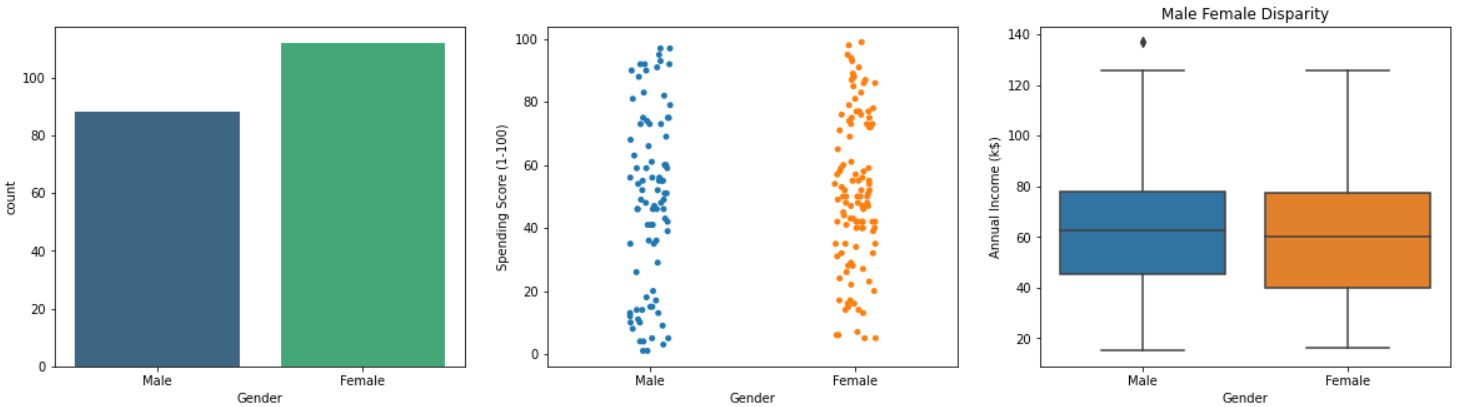 count
100
80
60
40
20
0
Male
Female
Gender
Spending Score (1-100)
100
80
60
40
20
0
Male
Female
Gender
Male Female Disparity
Annual Income (k$)
140
120
100
80
60
40
20
Male
Female
Gender